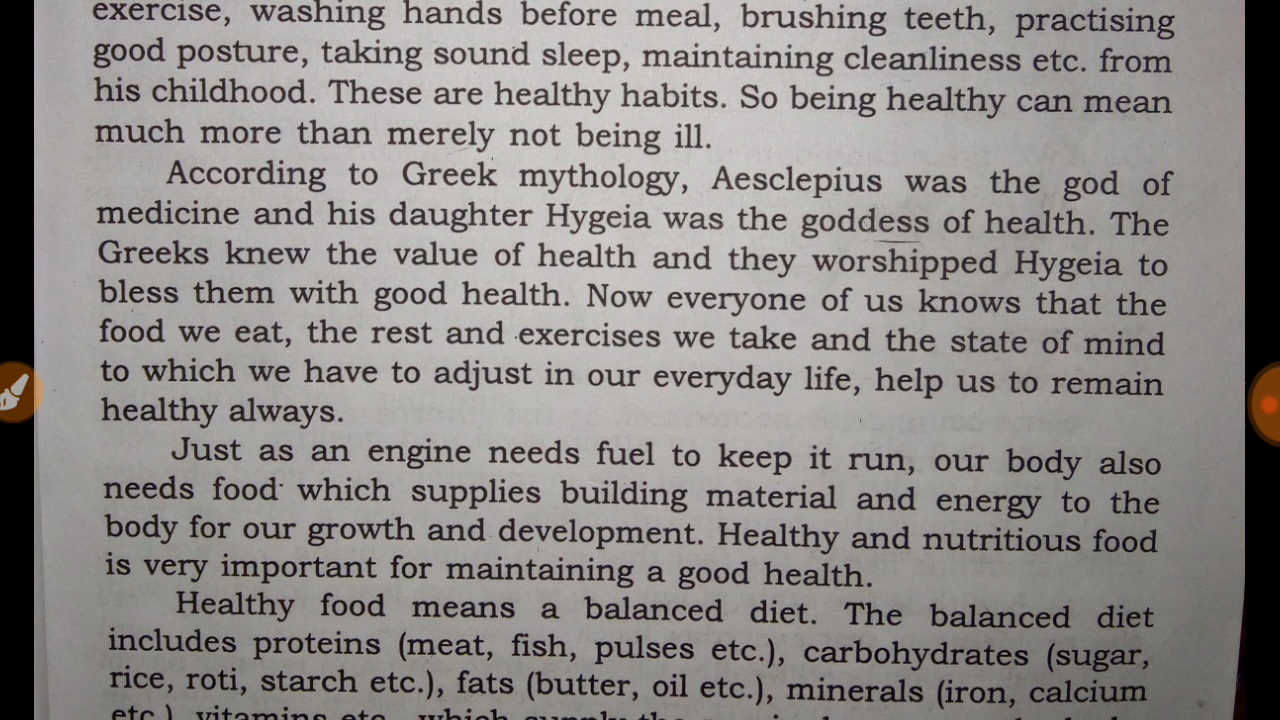 exercise, washing hands before meal, brushing teeth, practising
good posture, taking sound sleep, maintaining cleanliness etc. from
his childhood. These are healthy habits. So being healthy can mean
much more than merely not being ill.
According to Greek mythology, Aesclepius was the god of
medicine and his daughter Hygeia was the goddess of health. The
Greeks knew the value of health and they worshipped Hygeia to
bless them with good health. Now everyone of us knows that the
food we eat, the rest and exercises we take and the state of mind
to which we have to adjust in our everyday life, help us to remain
healthy always.
Just as an engine needs fuel to keep it run, our body also
needs food which supplies building material and energy to the
body for our growth and development. Healthy and nutritious food
is very important for maintaining a good health.
Healthy food means a balanced diet. The balanced diet
includes proteins (meat, fish, pulses etc.), carbohydrates (sugar,
rice, roti, starch etc.), fats (butter, oil etc.), minerals (iron, calcium
etc.), vitamins etc. which supply the